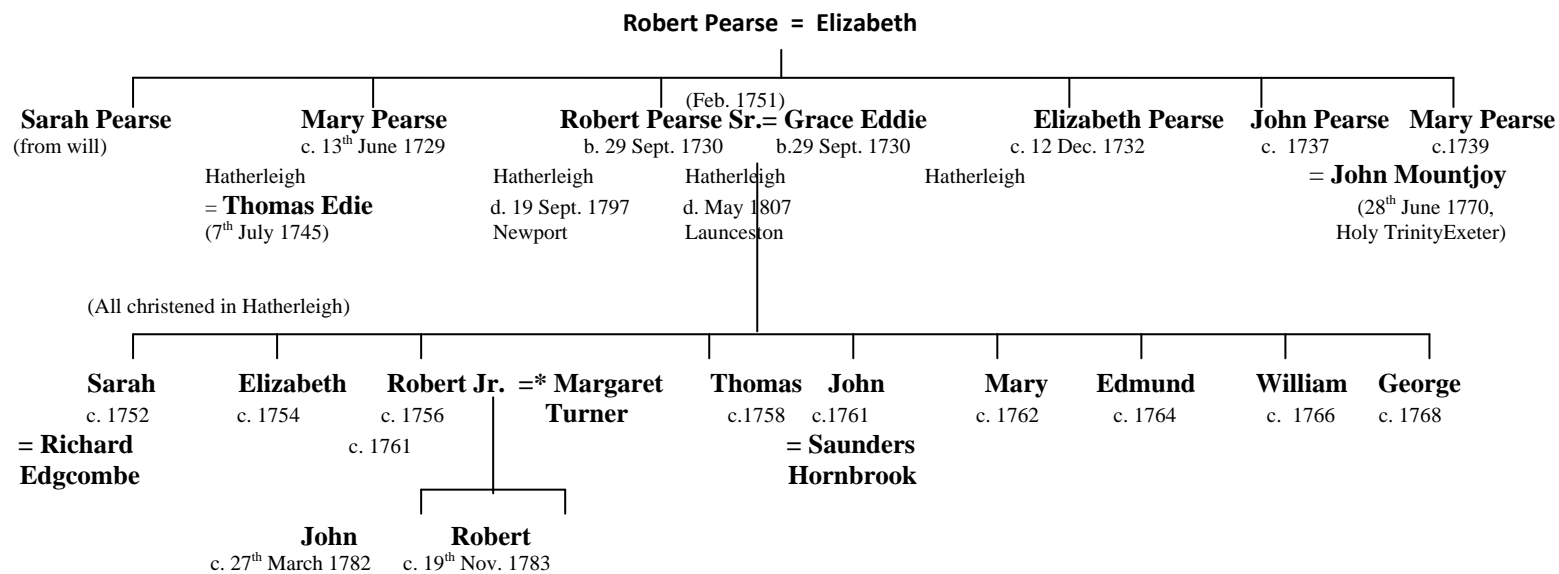 Robert Pearse = Elizabeth
(Feb. 1751)
Sarah Pearse Mary Pearse Robert Pearse Sr.= Grace Eddie Elizabeth Pearse John Pearse Mary Pearse
(from will) c. 13th June 1729 b. 29 Sept. 1730 b.29 Sept. 1730 c. 12 Dec. 1732 c. 1737 c.1739
Hatherleigh Hatherleigh Hatherleigh Hatherleigh = John Mountjoy
= Thomas Edie d. 19 Sept. 1797 d. May 1807 (28th June 1770,
(7th July 1745) Newport Launceston Holy TrinityExeter)
(All christened in Hatherleigh)
Sarah Elizabeth Robert Jr. =* Margaret Thomas John Mary Edmund William George
c. 1752 c. 1754 c. 1756 Turner c.1758 c.1761 c. 1762 c. 1764 c. 1766 c. 1768
= Richard c. 1761 = Saunders
Edgcombe Hornbrook
John Robert
c. 27th March 1782 c. 19th Nov. 1783